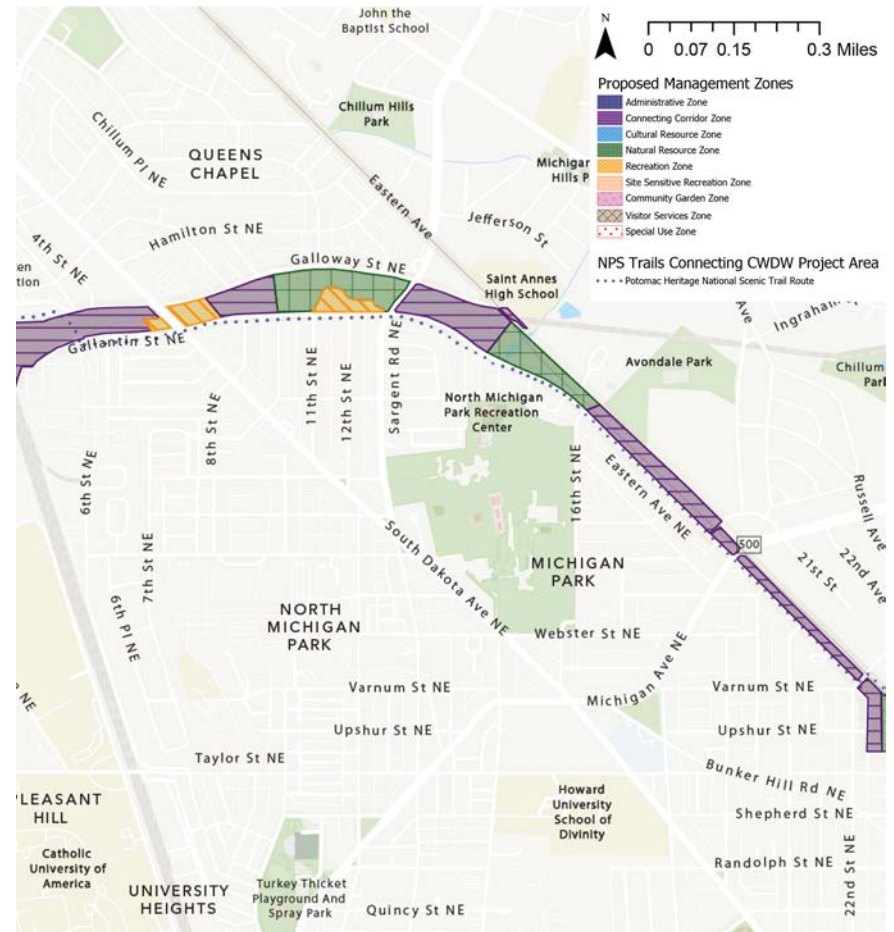 John the
Baptist School
N
0 0.07 0.15 0.3 Miles
Proposed Management Zones
Administrative Zone
Connecting Corridor Zone
Cultural Resource Zone
Natural Resource Zone
Recreation Zone
Site Sensitive Recreation Zone
Community Garden Zone
Visitor Services Zone
Special Use Zone
NPS Trails Connecting CWDW Project Area
Potomac Heritage National Scenic Trail Route
Chillum Hills
Park
Chillum Pl NE
QUEENS
CHAPEL
Michigan
Hills P
Eastern Ave
Jefferson St
Hamilton St NE
4th St NE
Galloway St NE
Saint Annes
High School
Ave
Ingraham
Gallantin St NE
Avondale Park
Chillum
Park
11th St NE
12th St NE
Sargent Rd NE
8th St NE
North Michigan
Park Recreation
Center
6th St NE
16th St NE
Eastern Ave NE
Russell Ave
7th St NE
South Dakota Ave NE
500
21st St
22nd Ave
MICHIGAN
PARK
6th Pl NE
NORTH
MICHIGAN
PARK
Webster St NE
Michigan Ave NE
e NE
Varnum St NE
Varnum St NE
Upshur St NE
Upshur St NE
Taylor St NE
Bunker Hill Rd NE
PLEASANT
HILL
Howard
University
School of
Divinity
Shepherd St NE
Catholic
University of
America
Randolph St NE
22nd St NE
UNIVERSITY
HEIGHTS
Turkey Thicket
Playground And
Spray Park
Quincy St NE